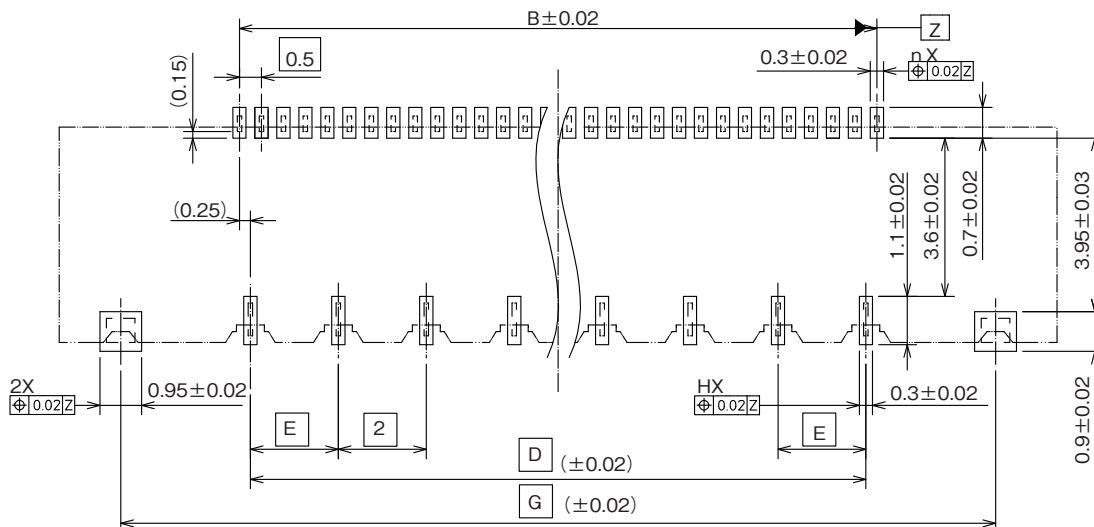 B±0.02
Z
0.5
0.3±0.02
n X
⌖ 0.02 Z
(0.15)
(0.25)
1.1±0.02
3.6±0.02
0.7±0.02
3.95±0.03
2X
⌖ 0.02 Z
0.95±0.02
HX
⌖ 0.02 Z
0.3±0.02
0.9±0.02
E
2
E
D (±0.02)
G (±0.02)